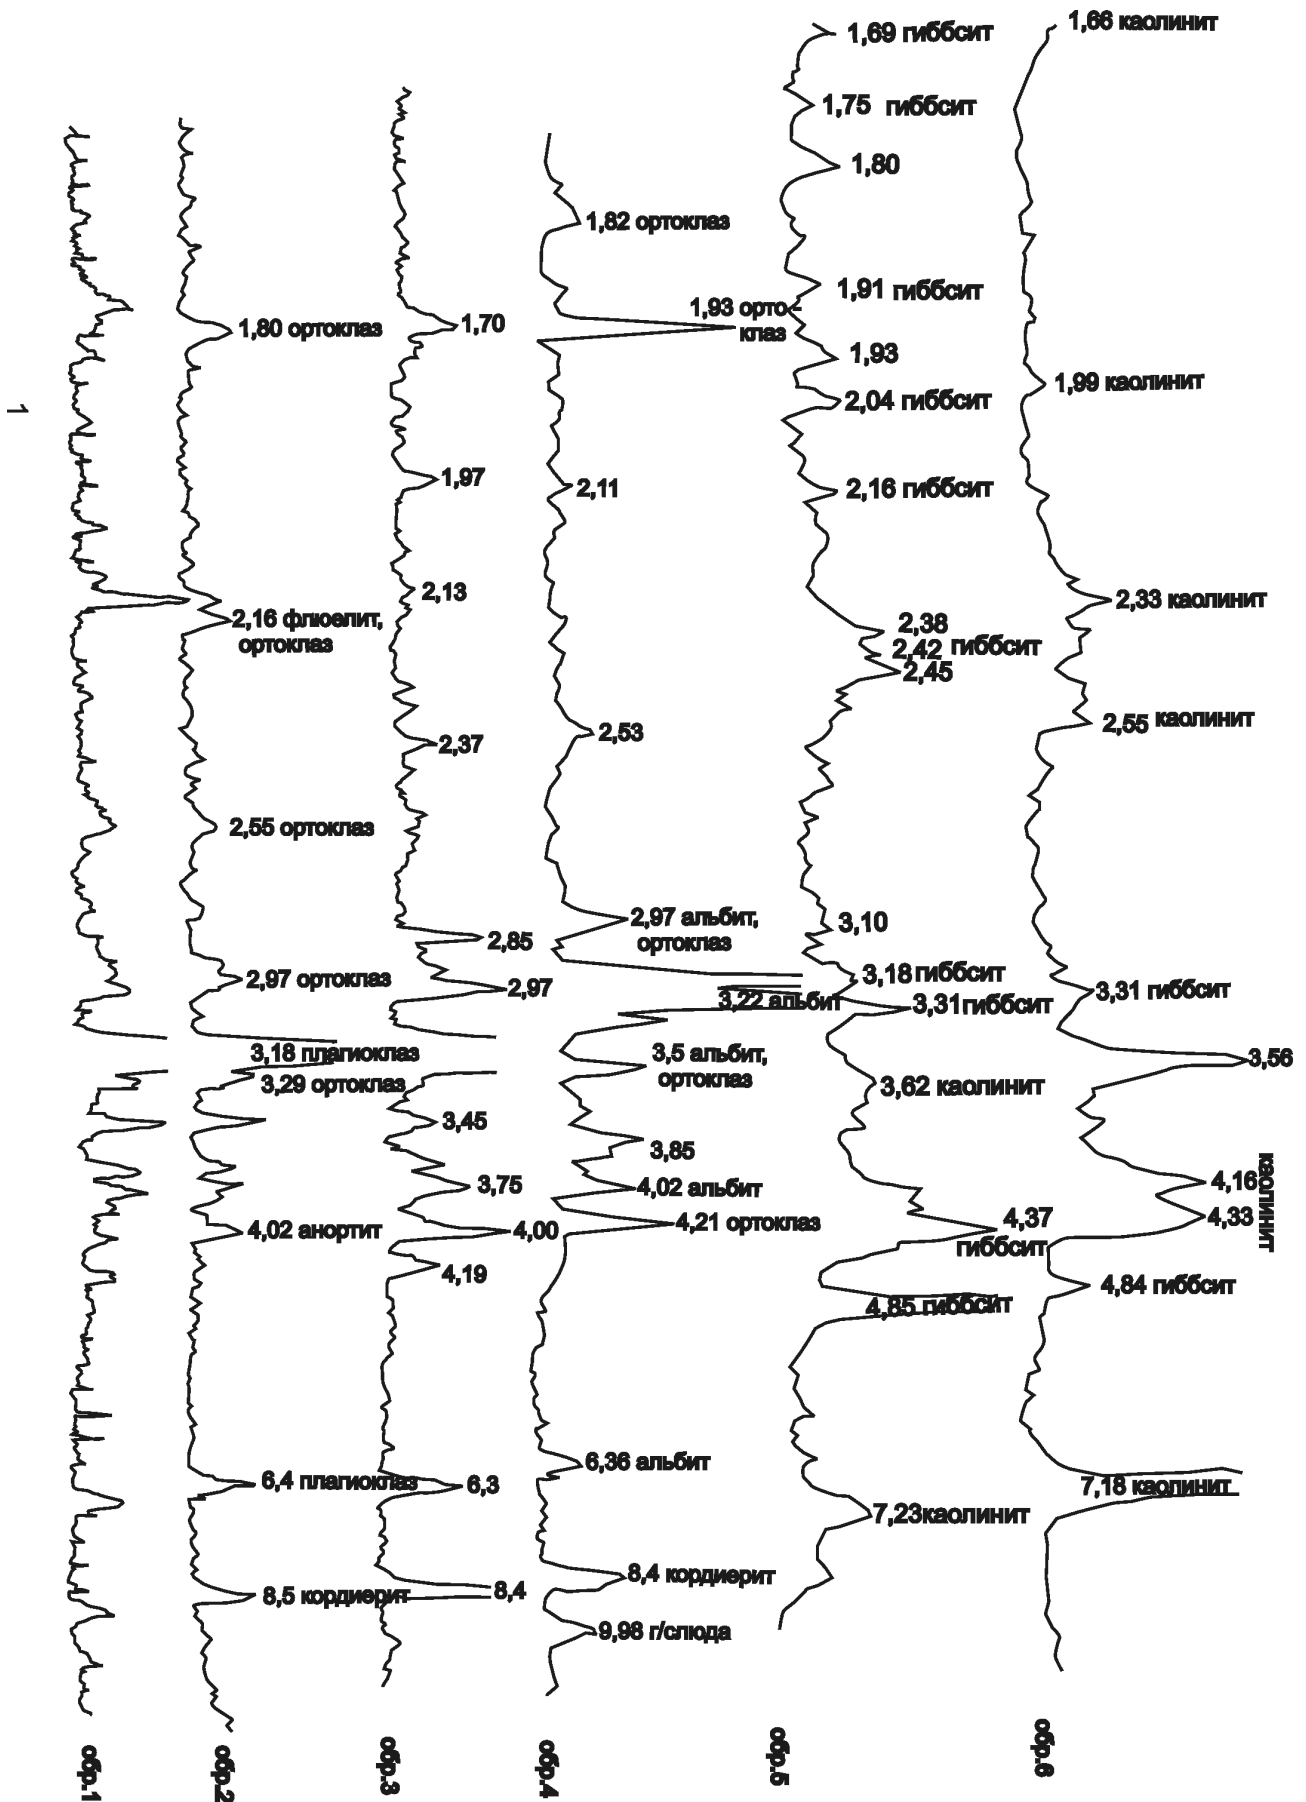 1
1,80 ортоклаз
2,16 флюелит,
ортоклаз
2,55 ортоклаз
2,97 ортоклаз
3,18 плагиоклаз
3,29 ортоклаз
4,02 анортит
6,4 плагиоклаз
8,5 кордиерит
1,70
1,97
2,13
2,37
2,85
2,97
3,45
3,75
4,00
4,19
6,3
8,4
1,82 ортоклаз
1,93 орто-
клаз
2,11
2,53
2,97 альбит,
ортоклаз
3,22 альбит
3,5 альбит,
ортоклаз
3,85
4,02 альбит
4,21 ортоклаз
6,36 альбит
8,4 кордиерит
9,98 г/слюда
1,69 гиббсит
1,75 гиббсит
1,80
1,91 гиббсит
1,93
2,04 гиббсит
2,16 гиббсит
2,38
2,42 гиббсит
2,45
3,10
3,18 гиббсит
3,31 гиббсит
3,62 каолинит
4,37
гиббсит
4,85 гиббсит
7,23 каолинит
1,66 каолинит
1,99 каолинит
2,33 каолинит
2,55 каолинит
3,31 гиббсит
3,56
4,16
4,33
каолинит
4,84 гиббсит
7,18 каолинит
обр.1
обр.2
обр.3
обр.4
обр.5
обр.6